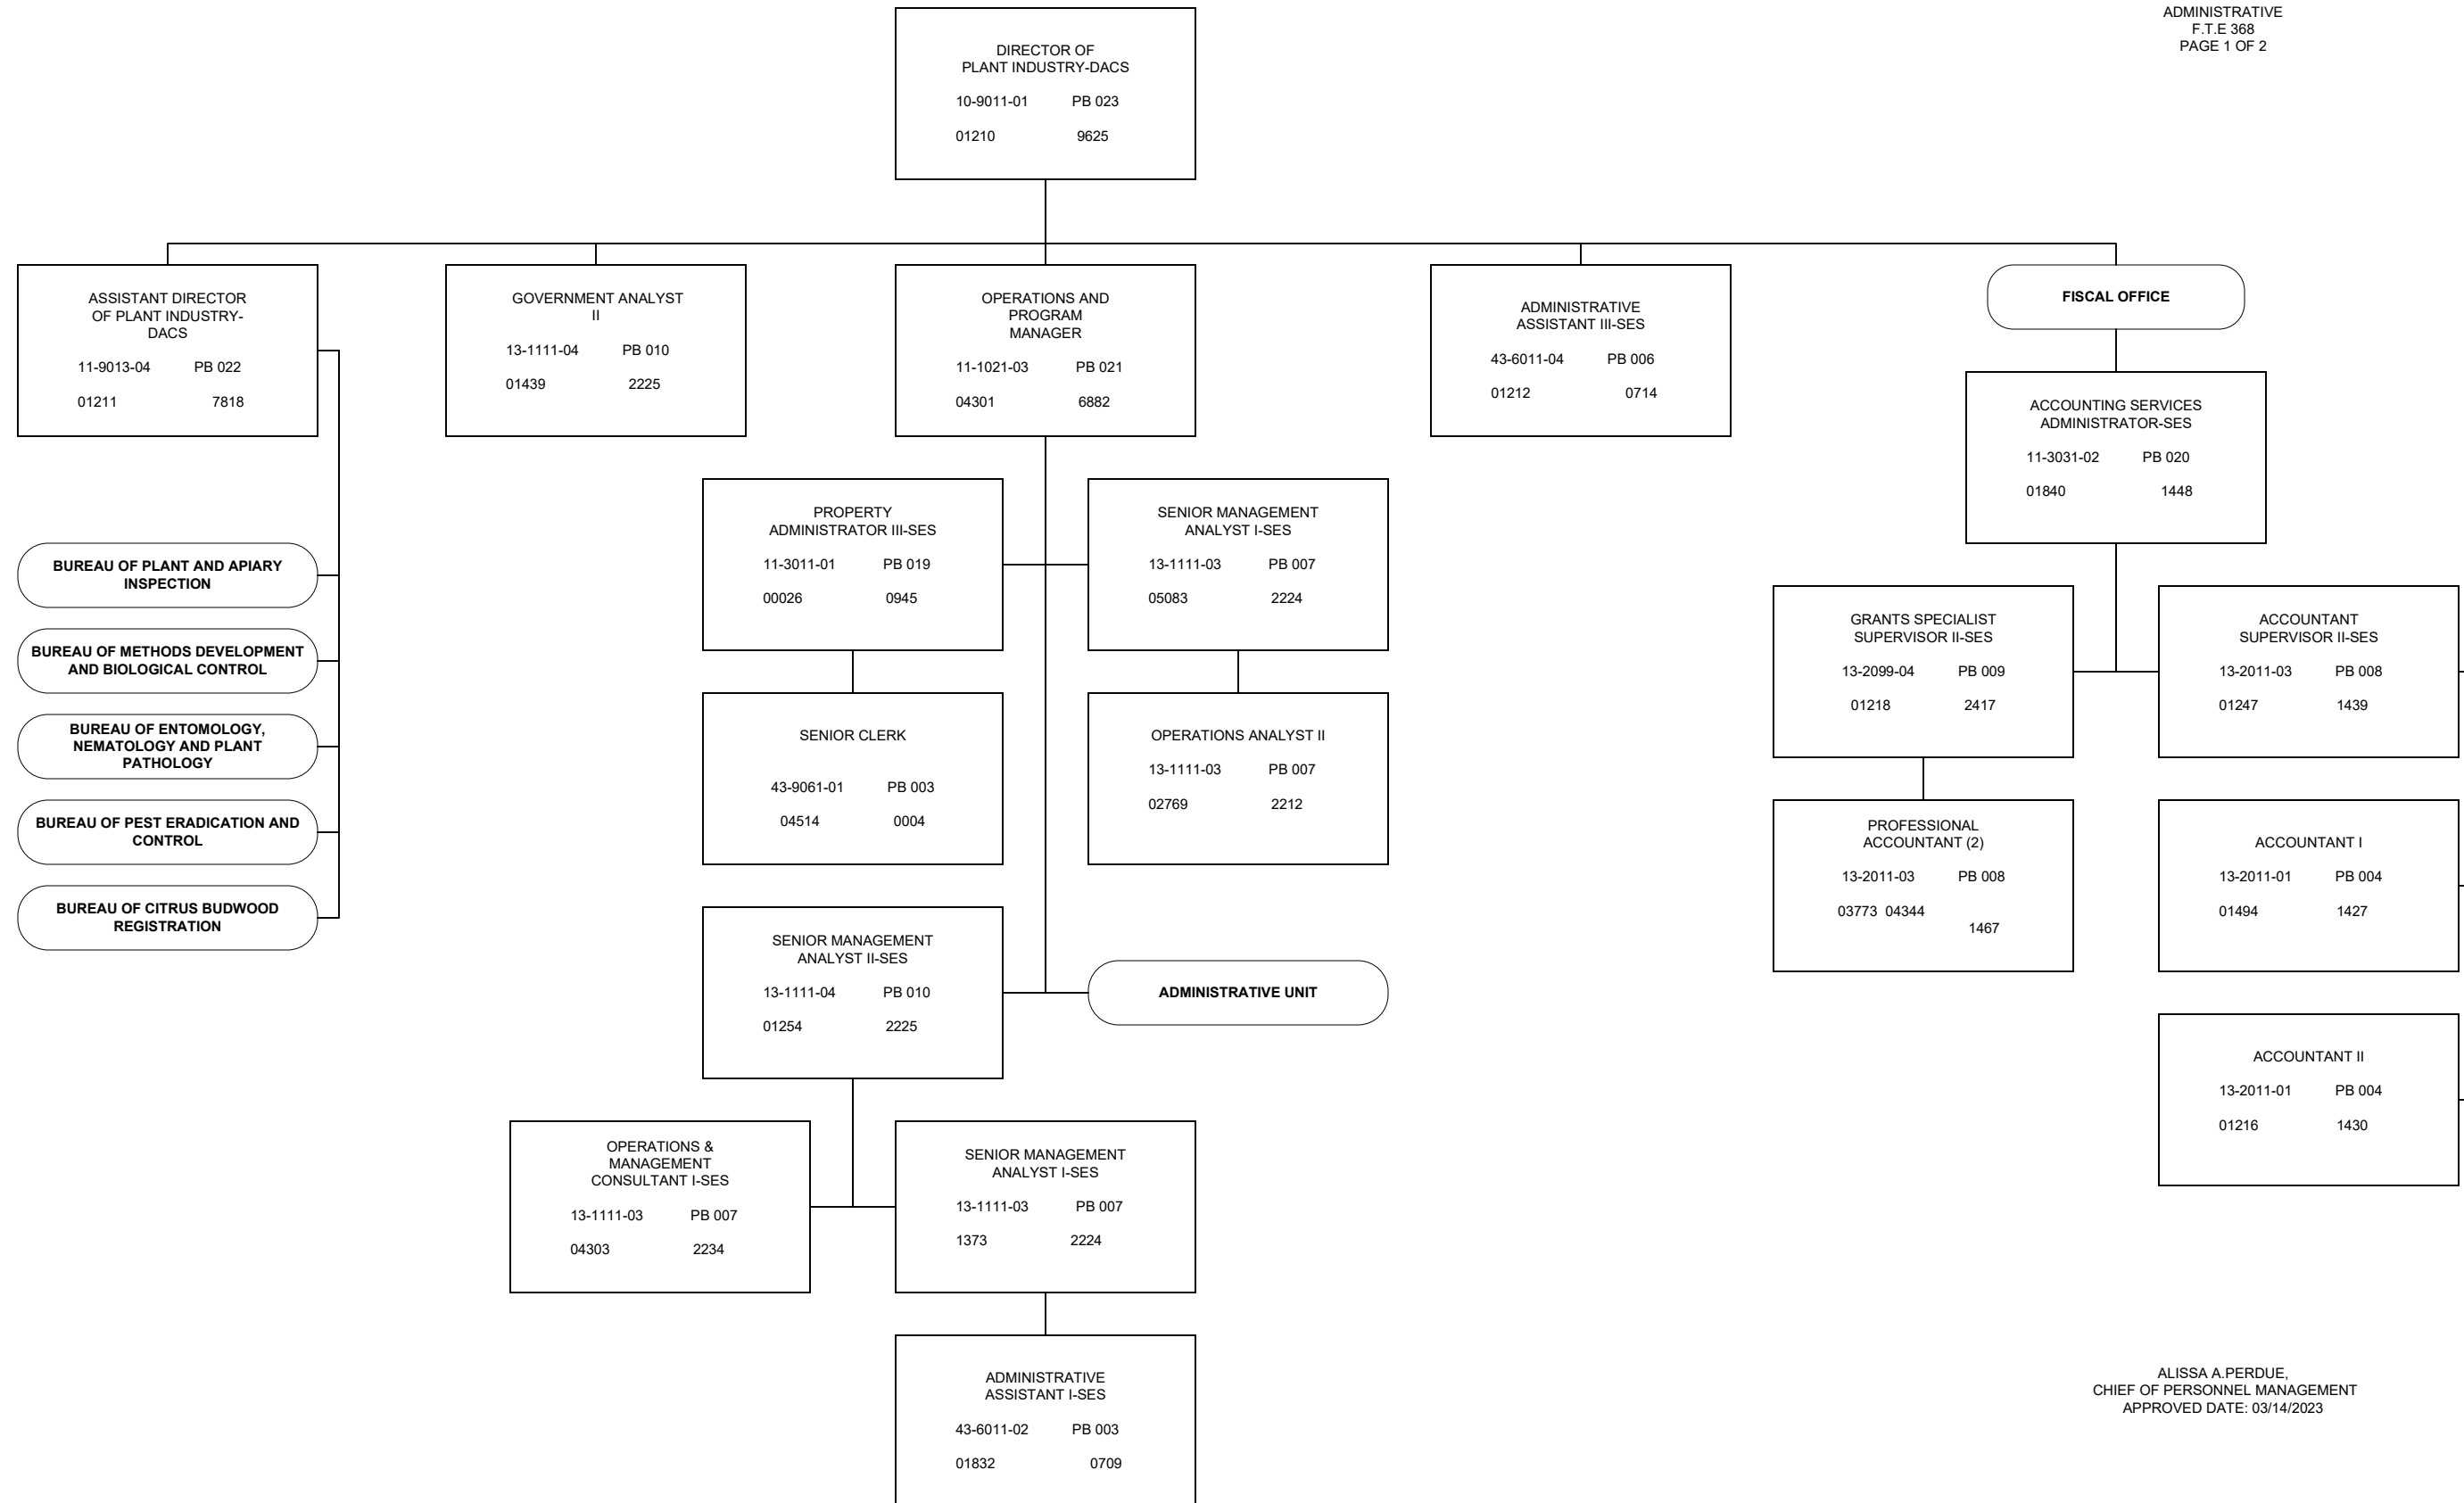 ADMINISTRATIVE
F.T.E 368
PAGE 1 OF 2
DIRECTOR OF
PLANT INDUSTRY-DACS
10-9011-01 PB 023
01210 9625
ASSISTANT DIRECTOR
OF PLANT INDUSTRY-
DACS
11-9013-04 PB 022
01211 7818
GOVERNMENT ANALYST
II
13-1111-04 PB 010
01439 2225
OPERATIONS AND
PROGRAM
MANAGER
11-1021-03 PB 021
04301 6882
ADMINISTRATIVE
ASSISTANT III-SES
43-6011-04 PB 006
01212 0714
FISCAL OFFICE
ACCOUNTING SERVICES
ADMINISTRATOR-SES
11-3031-02 PB 020
01840 1448
BUREAU OF PLANT AND APIARY
INSPECTION
BUREAU OF METHODS DEVELOPMENT
AND BIOLOGICAL CONTROL
BUREAU OF ENTOMOLOGY,
NEMATOLOGY AND PLANT
PATHOLOGY
BUREAU OF PEST ERADICATION AND
CONTROL
BUREAU OF CITRUS BUDWOOD
REGISTRATION
PROPERTY
ADMINISTRATOR III-SES
11-3011-01 PB 019
00026 0945
SENIOR MANAGEMENT
ANALYST I-SES
13-1111-03 PB 007
05083 2224
SENIOR CLERK
43-9061-01 PB 003
04514 0004
OPERATIONS ANALYST II
13-1111-03 PB 007
02769 2212
SENIOR MANAGEMENT
ANALYST II-SES
13-1111-04 PB 010
01254 2225
ADMINISTRATIVE UNIT
OPERATIONS &
MANAGEMENT
CONSULTANT I-SES
13-1111-03 PB 007
04303 2234
SENIOR MANAGEMENT
ANALYST I-SES
13-1111-03 PB 007
1373 2224
ADMINISTRATIVE
ASSISTANT I-SES
43-6011-02 PB 003
01832 0709
GRANTS SPECIALIST
SUPERVISOR II-SES
13-2099-04 PB 009
01218 2417
ACCOUNTANT
SUPERVISOR II-SES
13-2011-03 PB 008
01247 1439
PROFESSIONAL
ACCOUNTANT (2)
13-2011-03 PB 008
03773 04344
1467
ACCOUNTANT I
13-2011-01 PB 004
01494 1427
ACCOUNTANT II
13-2011-01 PB 004
01216 1430
ALISSA A.PERDUE,
CHIEF OF PERSONNEL MANAGEMENT
APPROVED DATE: 03/14/2023